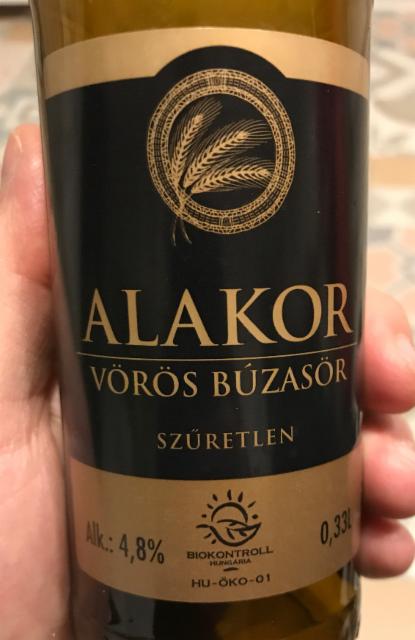 ALAKOR
VÖRÖS BÚZASÖR
SZŰRETLEN
Alk.: 4,8%
BIOKONTROLL
HUNGÁRIA
HU-ÖKO-01
0,33L